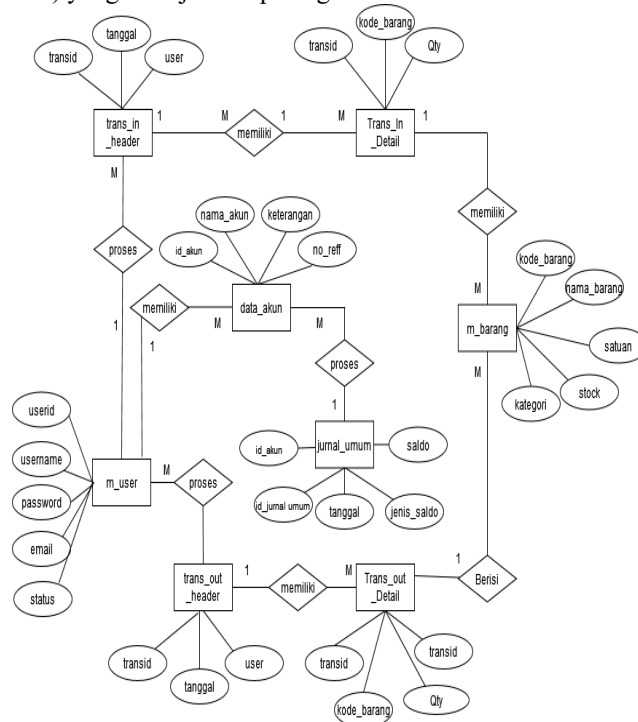 yang
tanggal
transid
user
kode_barang
transid
Qty
trans_in
_header
1
M
memiliki
1
M
Trans_In
_Detail
1
M
memiliki
proses
nama_akun
keterangan
id_akun
no_reff
kode_barang
nama_barang
memiliki
M
data_akun
M
M
m_barang
satuan
1
1
M
stock
kategori
proses
1
userid
id_akun
jurnal_umum
saldo
username
m_user
M
proses
password
id_jurnal umum
tanggal
jenis_saldo
email
status
trans_out
_header
1
memiliki
M
Trans_out
_Detail
1
Berisi
transid
tanggal
user
transid
transid
kode_barang
Qty